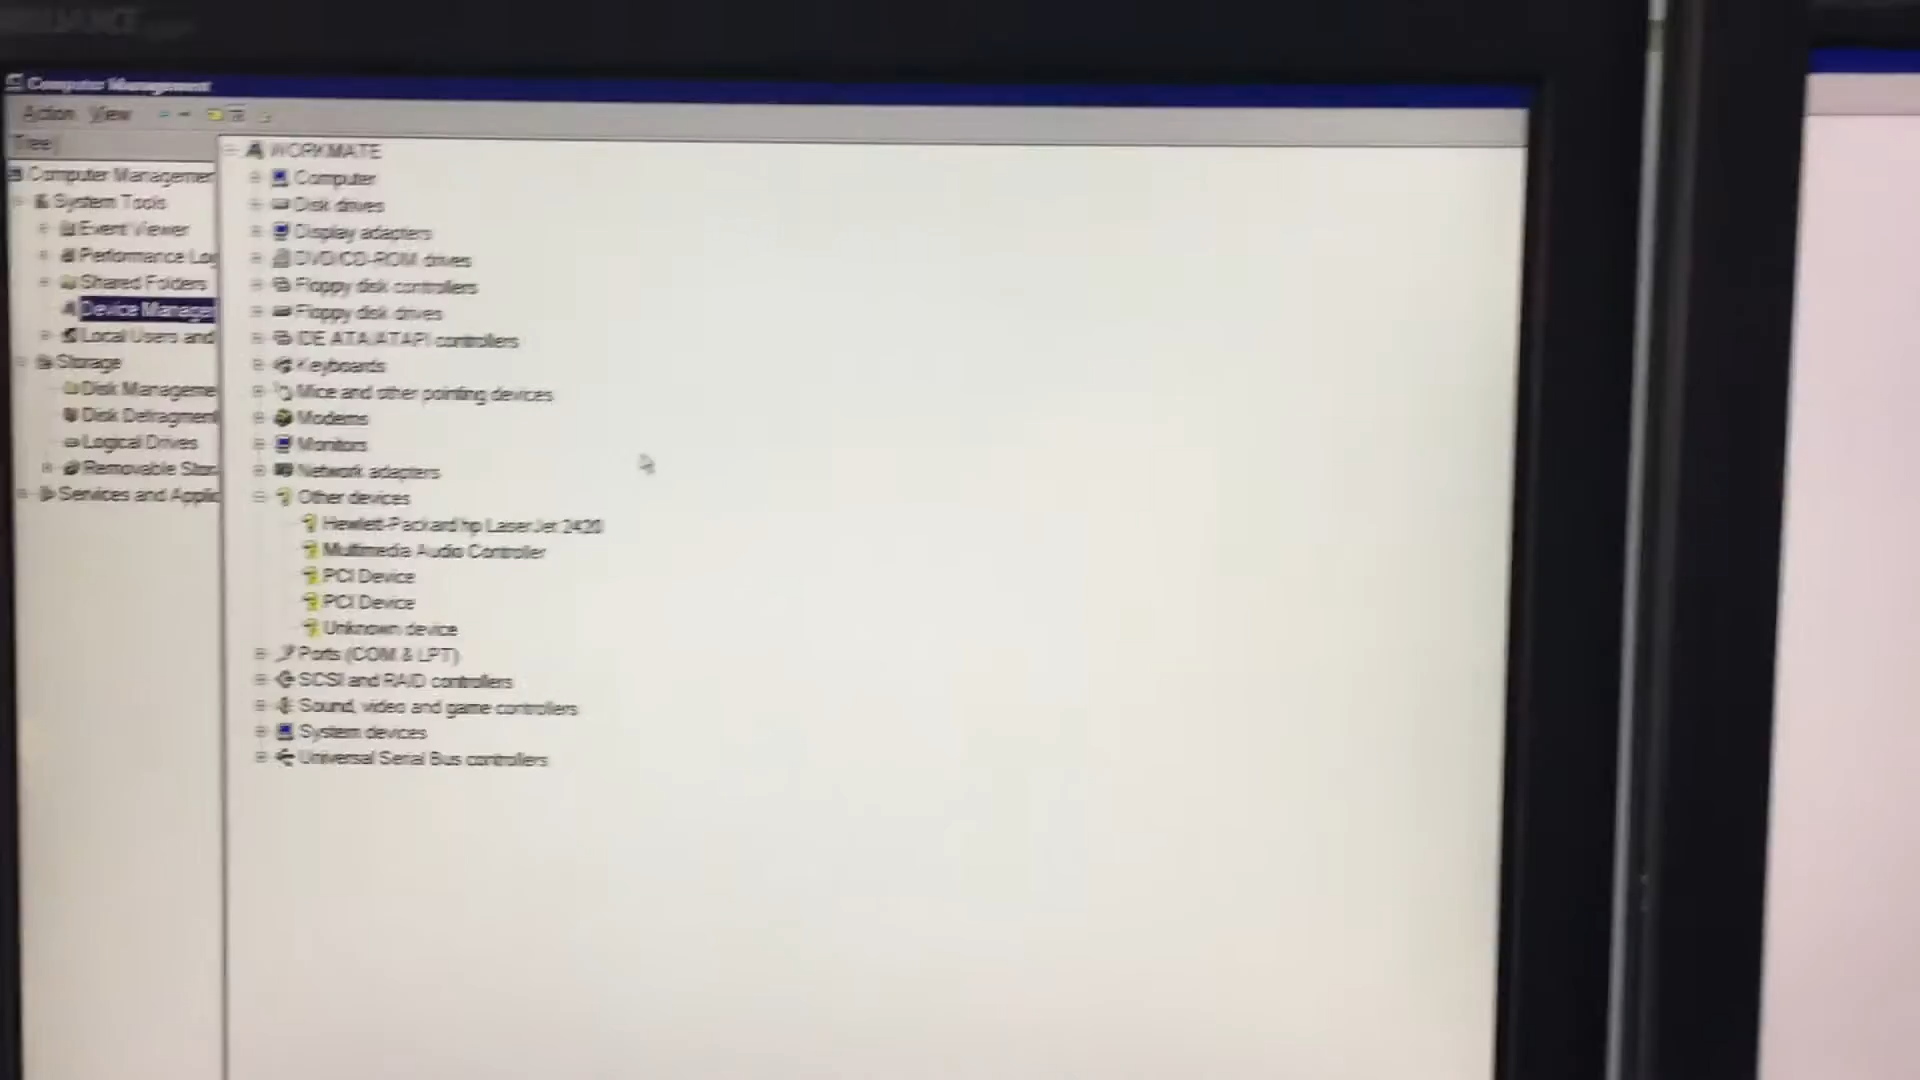 Computer Management
Action View
Tree
Computer Managemen
System Tools
Event Viewer
Performance Log
Shared Folders
Device Manager
Local Users and
Storage
Disk Manageme
Disk Defragment
Logical Drives
Removable Stor
Services and Applic
WORKMATE
Computer
Disk drives
Display adapters
DVD/CD-ROM drives
Floppy disk controllers
Floppy disk drives
IDE ATA/ATAPI controllers
Keyboards
Mice and other pointing devices
Modems
Monitors
Network adapters
Other devices
Hewlett-Packard hp LaserJet 2420
Multimedia Audio Controller
PCI Device
PCI Device
Unknown device
Ports (COM & LPT)
SCSI and RAID controllers
Sound, video and game controllers
System devices
Universal Serial Bus controllers